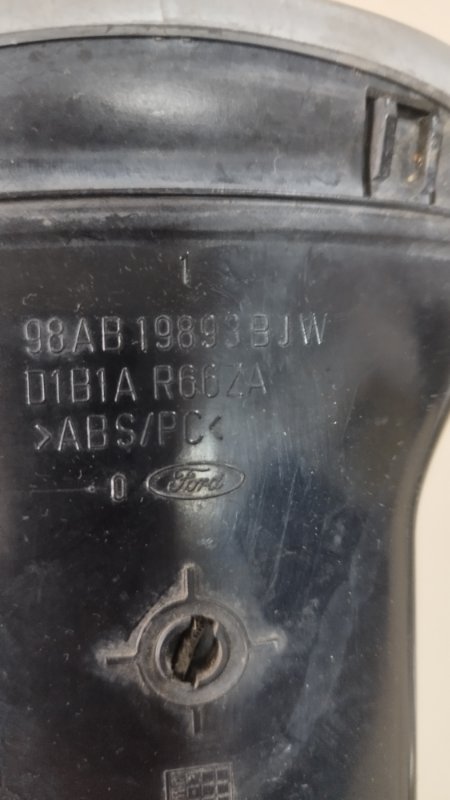 1
98AB 19893 BJW
D1B1A R66ZA
>ABS/PC<
0 Ford